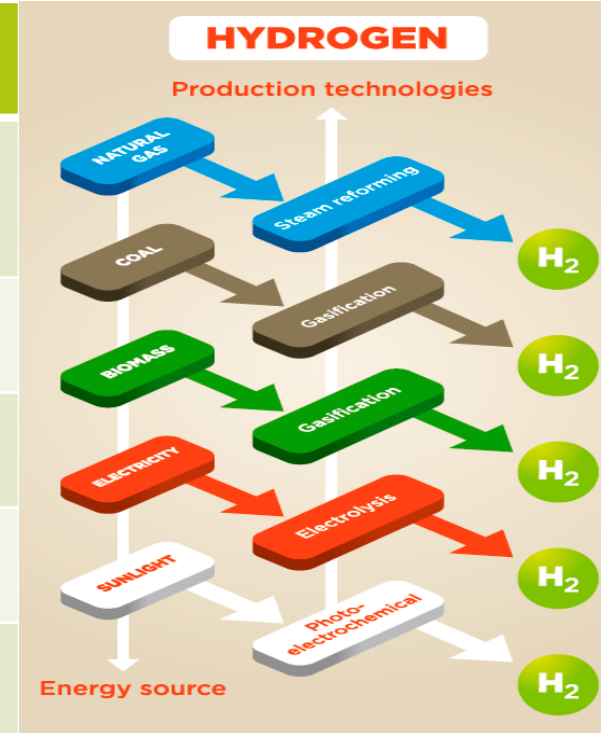 HYDROGEN
Production technologies
NATURAL
GAS
Steam reforming
H₂
COAL
Gasification
H₂
BIOMASS
Gasification
H₂
ELECTRICITY
Electrolysis
H₂
SUNLIGHT
Photo-
electrochemical
H₂
Energy source